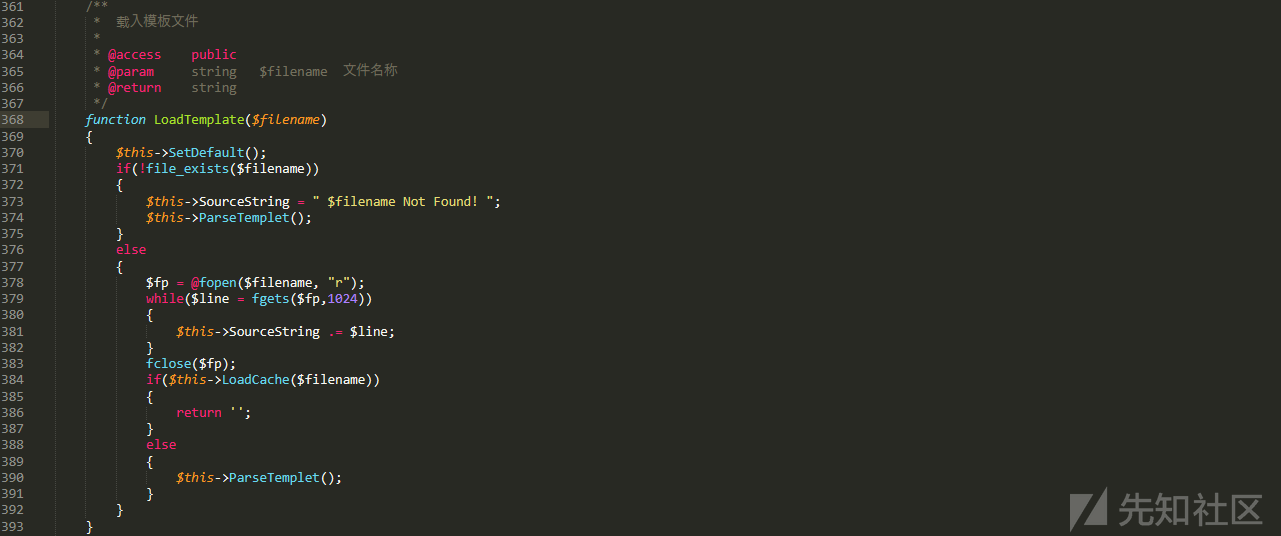 361 /**
362  *  载入模板文件
363  *
364  * @access    public
365  * @param     string   $filename  文件名称
366  * @return    string
367  */
368 function LoadTemplate($filename)
369 {
370     $this->SetDefault();
371     if(!file_exists($filename))
372     {
373         $this->SourceString = " $filename Not Found! ";
374         $this->ParseTemplet();
375     }
376     else
377     {
378         $fp = @fopen($filename, "r");
379         while($line = fgets($fp,1024))
380         {
381             $this->SourceString .= $line;
382         }
383         fclose($fp);
384         if($this->LoadCache($filename))
385         {
386             return '';
387         }
388         else
389         {
390             $this->ParseTemplet();
391         }
392     }
393 }
先知社区